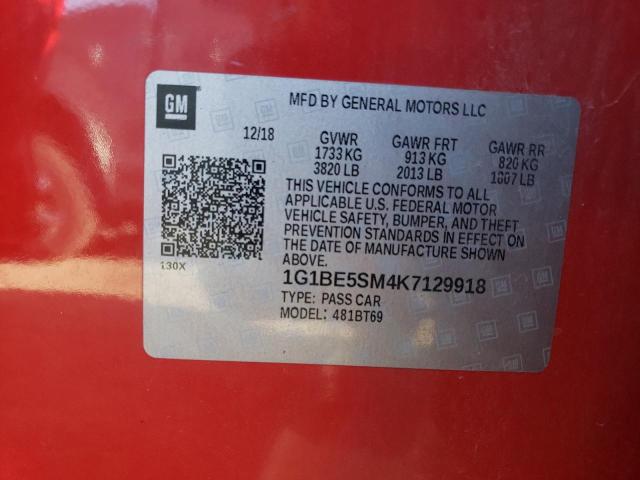 GM
MFD BY GENERAL MOTORS LLC
12/18 GVWR GAWR FRT GAWR RR
1733 KG 913 KG 820 KG
3820 LB 2013 LB 1807 LB
THIS VEHICLE CONFORMS TO ALL
APPLICABLE U.S. FEDERAL MOTOR
VEHICLE SAFETY, BUMPER, AND THEFT
PREVENTION STANDARDS IN EFFECT ON
THE DATE OF MANUFACTURE SHOWN
ABOVE.
130X
1G1BE5SM4K7129918
TYPE: PASS CAR
MODEL: 481BT69